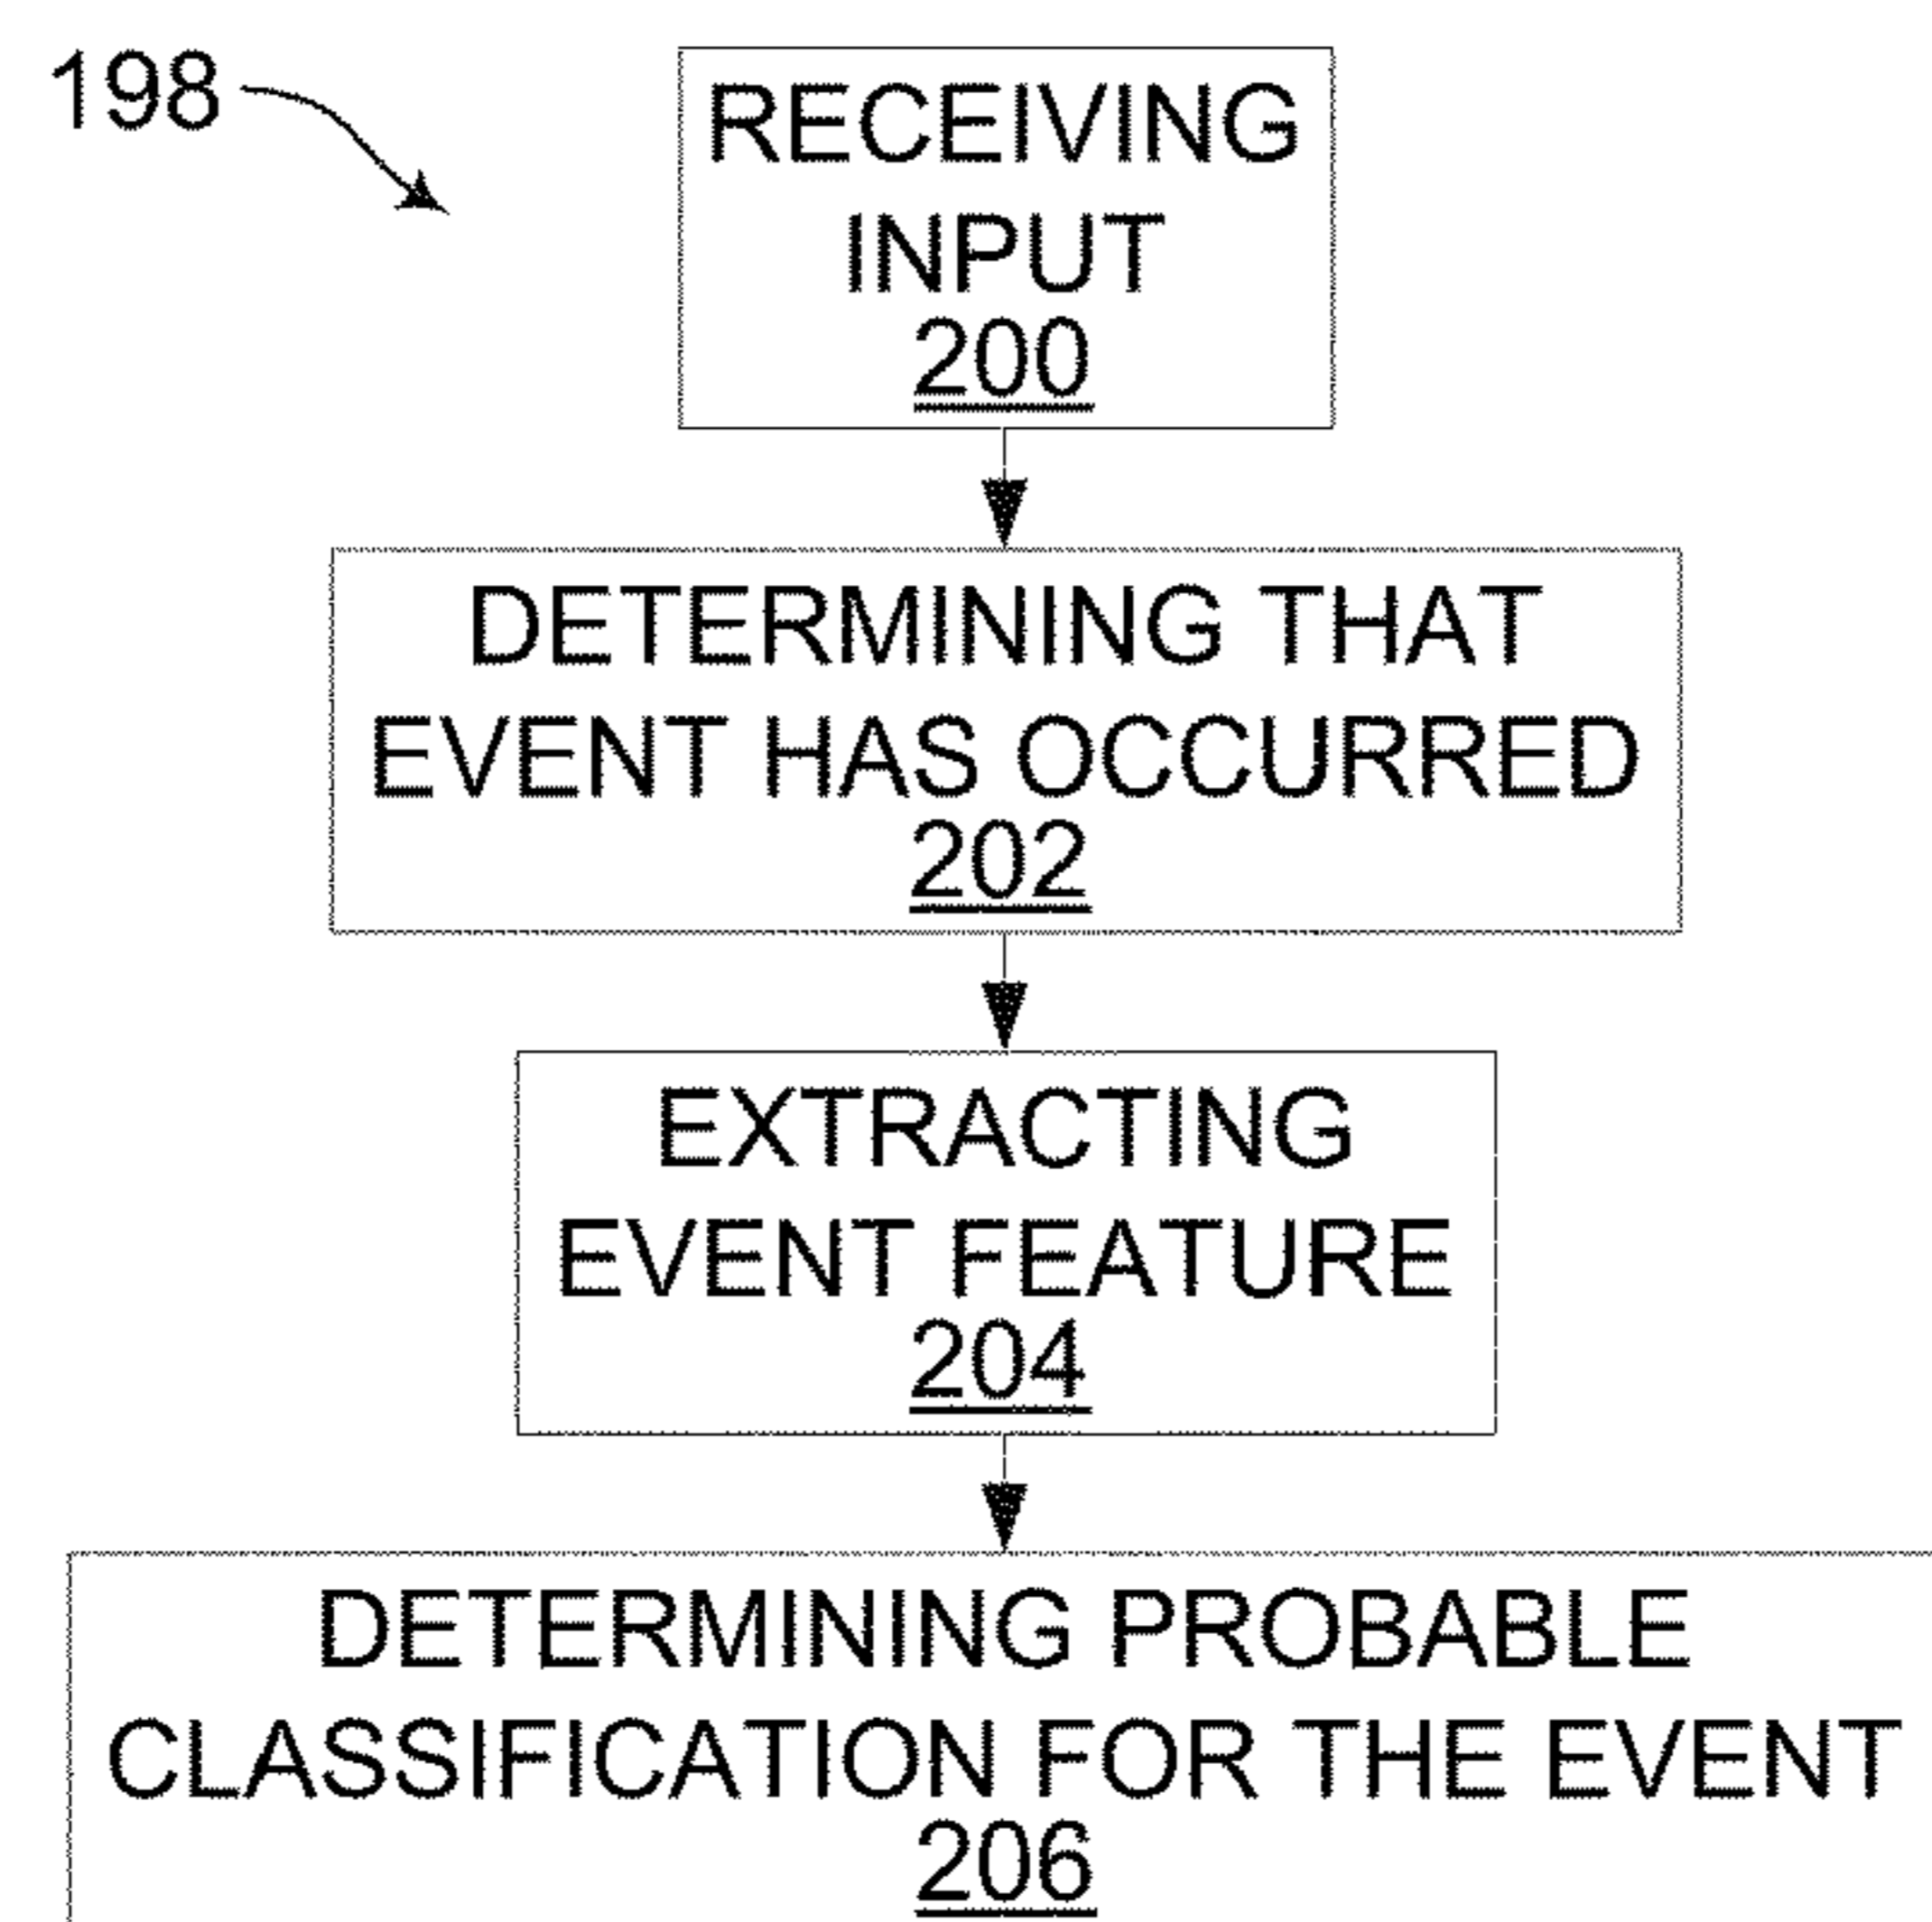 198
RECEIVING
INPUT
200
DETERMINING THAT
EVENT HAS OCCURRED
202
EXTRACTING
EVENT FEATURE
204
DETERMINING PROBABLE
CLASSIFICATION FOR THE EVENT
206